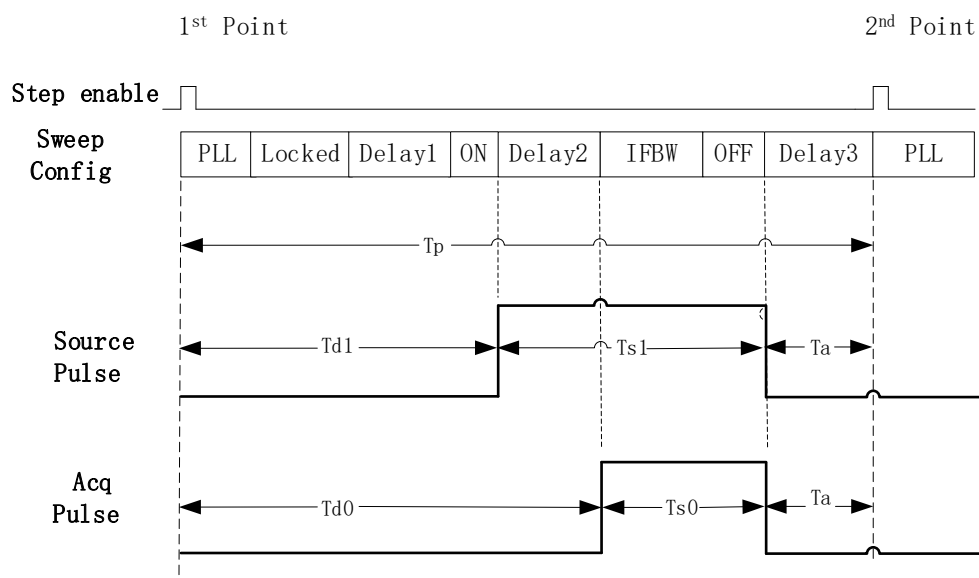 1st Point 2nd Point
Step enable
Sweep Config
PLL Locked Delay1 ON Delay2 IFBW OFF Delay3 PLL
Tp
Source Pulse
Td1 Ts1 Ta
Acq Pulse
Td0 Ts0 Ta